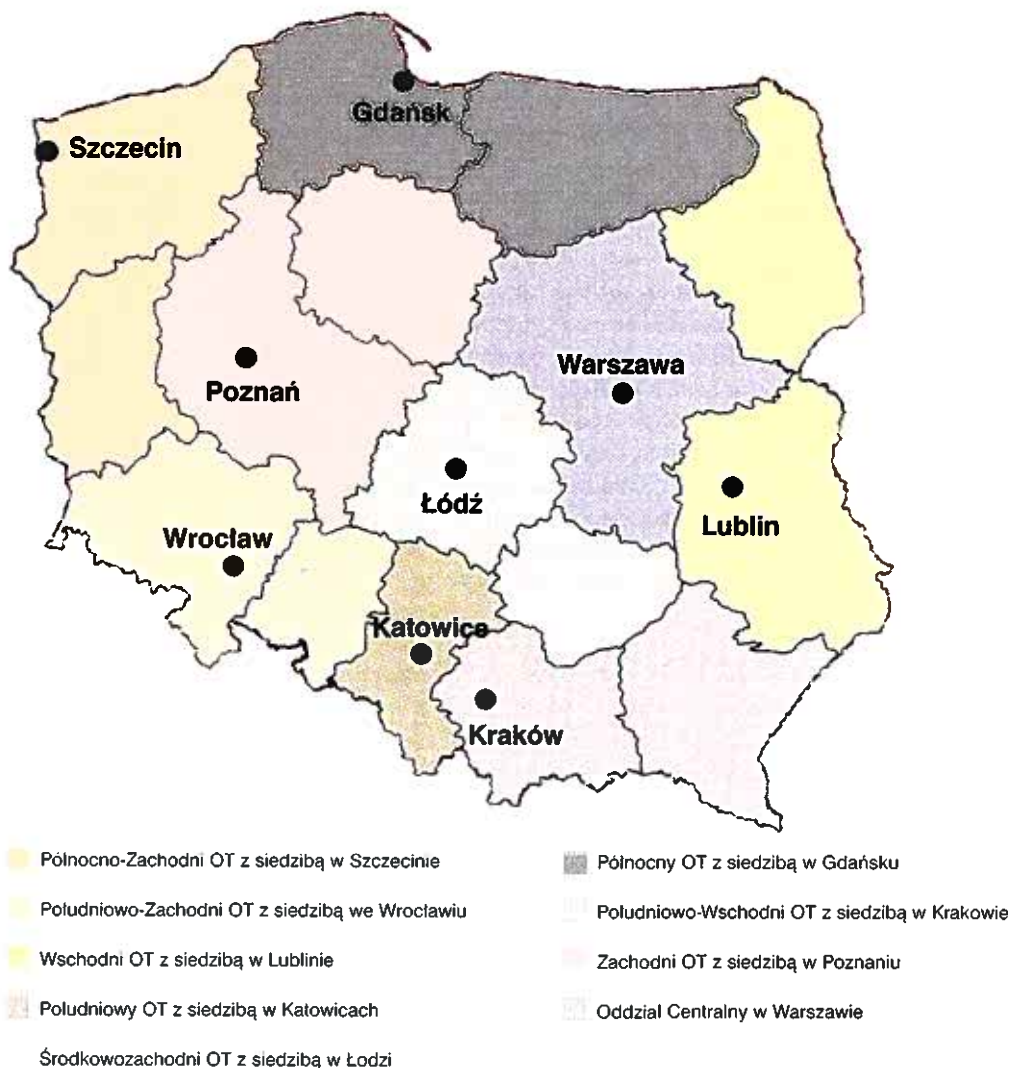 Gdańsk
Szczecin
Warszawa
Poznań
Łódź
Lublin
Wrocław
Katowice
Kraków
Północno-Zachodni OT z siedzibą w Szczecinie
Południowo-Zachodni OT z siedzibą we Wrocławiu
Wschodni OT z siedzibą w Lublinie
Południowy OT z siedzibą w Katowicach
Środkowozachodni OT z siedzibą w Łodzi
Północny OT z siedzibą w Gdańsku
Południowo-Wschodni OT z siedzibą w Krakowie
Zachodni OT z siedzibą w Poznaniu
Oddział Centralny w Warszawie